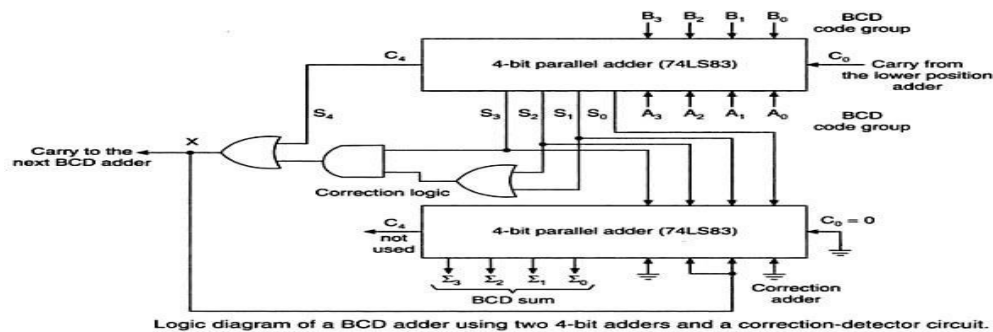 B₃ B₂ B₁ B₀ BCD code group
C₄ 4-bit parallel adder (74LS83) C₀ Carry from the lower position adder
S₄ S₃ S₂ S₁ S₀ A₃ A₂ A₁ A₀ BCD code group
X
Carry to the next BCD adder
Correction logic
C₄ not used 4-bit parallel adder (74LS83) C₀ = 0
Σ₃ Σ₂ Σ₁ Σ₀
BCD sum
Correction adder
Logic diagram of a BCD adder using two 4-bit adders and a correction-detector circuit.